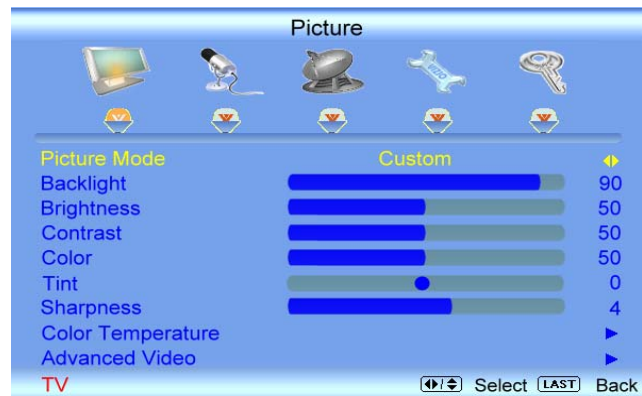 Picture
Picture Mode Custom
Backlight 90
Brightness 50
Contrast 50
Color 50
Tint 0
Sharpness 4
Color Temperature
Advanced Video
TV Select LAST Back